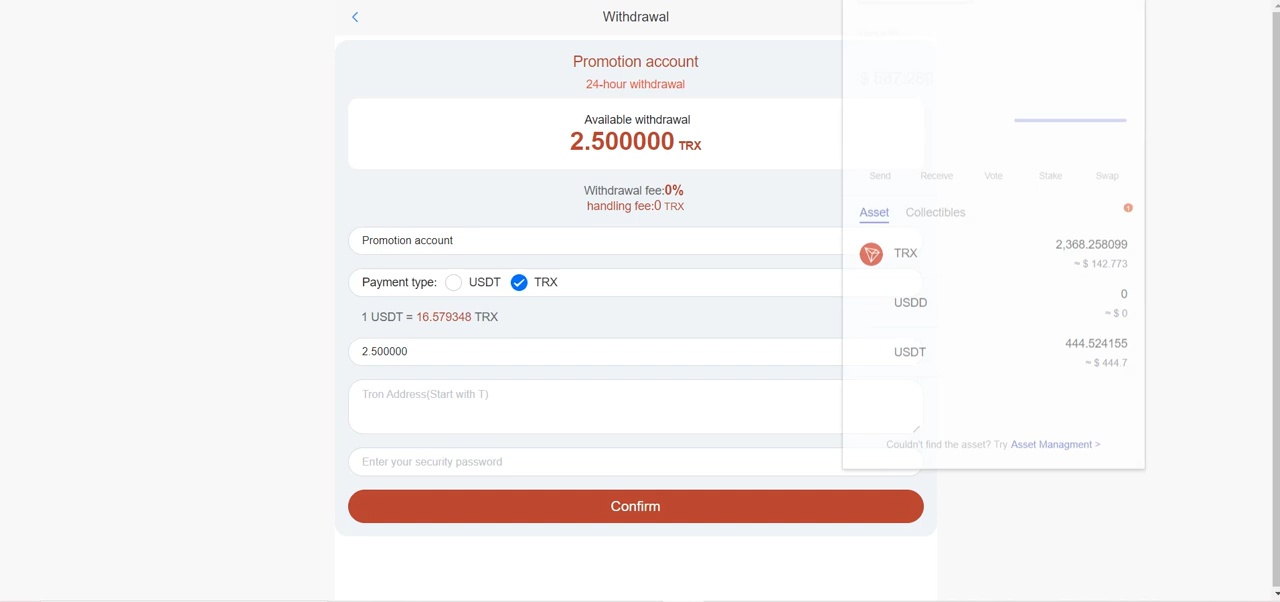 Withdrawal
Promotion account
24-hour withdrawal
Available withdrawal
2.500000 TRX
Withdrawal fee:0%
handling fee:0 TRX
Promotion account
Payment type: USDT TRX
1 USDT = 16.579348 TRX
2.500000
Tron Address(Start with T)
Enter your security password
Confirm
Send Receive Vote Stake Swap
Asset Collectibles
TRX 2,368.258099
≈ $ 142.773
USDD 0
≈ $ 0
USDT 444.524155
≈ $ 444.7
Couldn't find the asset? Try Asset Managment >